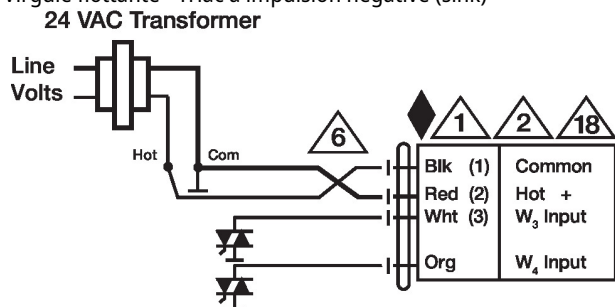 Virgule flottante - Triac à impulsion négative (sink)
24 VAC Transformer
Line
Volts
Hot
Com
6
1
2
18
Blk (1) Common
Red (2) Hot +
Wht (3) W₃ Input
Org W₄ Input